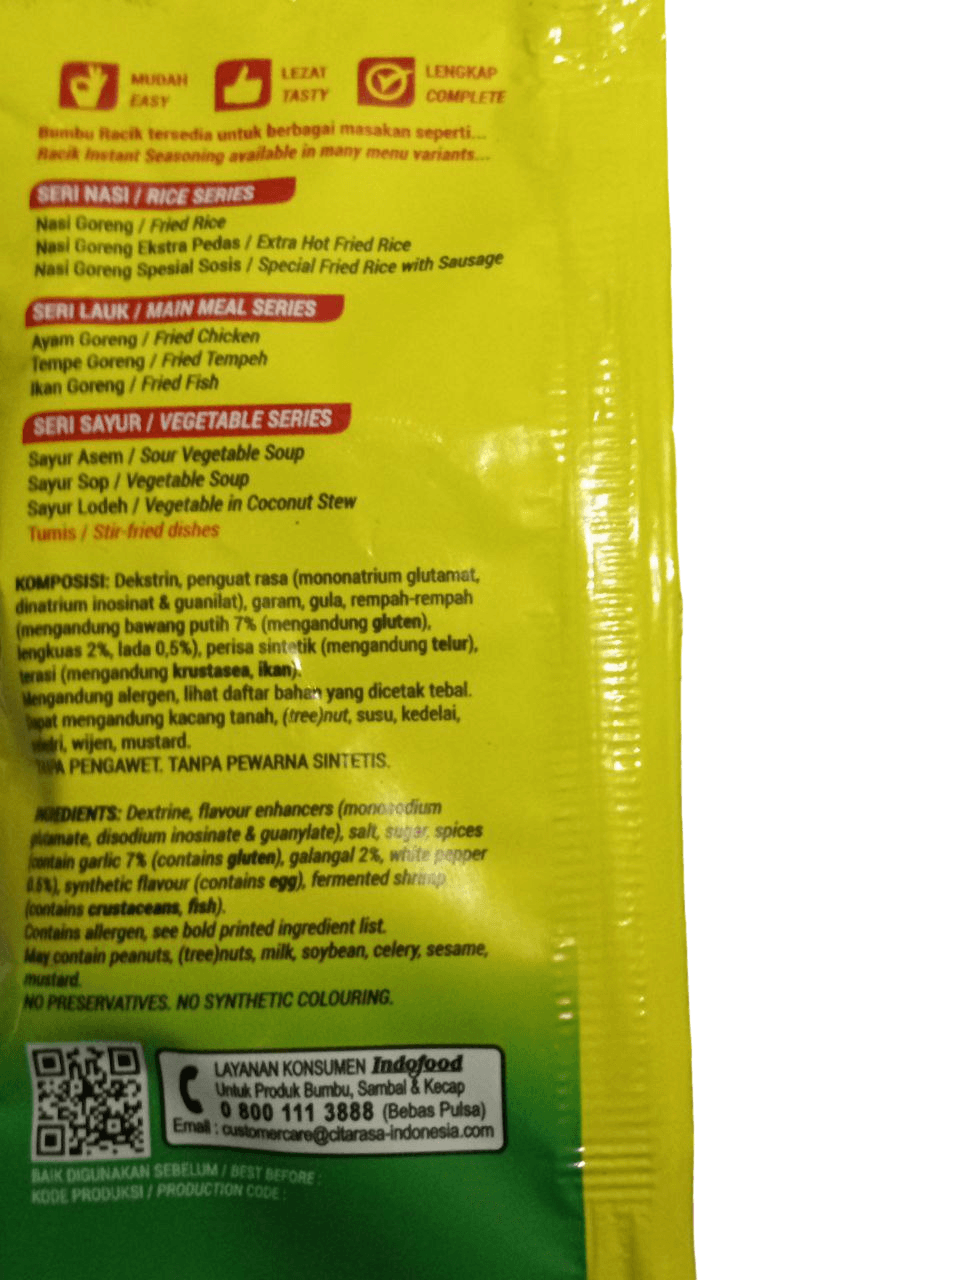 MUDAH
EASY
LEZAT
TASTY
LENGKAP
COMPLETE
Bumbu Racik tersedia untuk berbagai masakan seperti...
Racik Instant Seasoning available in many menu variants...
SERI NASI / RICE SERIES
Nasi Goreng / Fried Rice
Nasi Goreng Ekstra Pedas / Extra Hot Fried Rice
Nasi Goreng Spesial Sosis / Special Fried Rice with Sausage
SERI LAUK / MAIN MEAL SERIES
Ayam Goreng / Fried Chicken
Tempe Goreng / Fried Tempeh
Ikan Goreng / Fried Fish
SERI SAYUR / VEGETABLE SERIES
Sayur Asem / Sour Vegetable Soup
Sayur Sop / Vegetable Soup
Sayur Lodeh / Vegetable in Coconut Stew
Tumis / Stir-fried dishes
KOMPOSISI: Dekstrin, penguat rasa (mononatrium glutamat,
dinatrium inosinat & guanilat), garam, gula, rempah-rempah
(mengandung bawang putih 7% (mengandung gluten),
lengkuas 2%, lada 0,5%), perisa sintetik (mengandung telur),
terasi (mengandung krustasea, ikan).
Mengandung alergen, lihat daftar bahan yang dicetak tebal.
Dapat mengandung kacang tanah, (tree)nut, susu, kedelai,
wijen, mustard.
TANPA PENGAWET. TANPA PEWARNA SINTETIS.
INGREDIENTS: Dextrine, flavour enhancers (monosodium
glutamate, disodium inosinate & guanylate), salt, sugar, spices
(contain garlic 7% (contains gluten), galangal 2%, white pepper
0.5%), synthetic flavour (contains egg), fermented shrimp
(contains crustaceans, fish).
Contains allergen, see bold printed ingredient list.
May contain peanuts, (tree)nuts, milk, soybean, celery, sesame,
mustard.
NO PRESERVATIVES. NO SYNTHETIC COLOURING.
LAYANAN KONSUMEN Indofood
Untuk Produk Bumbu, Sambal & Kecap
0 800 111 3888 (Bebas Pulsa)
Email : customercare@citarasa-indonesia.com
BAIK DIGUNAKAN SEBELUM / BEST BEFORE :
KODE PRODUKSI / PRODUCTION CODE :